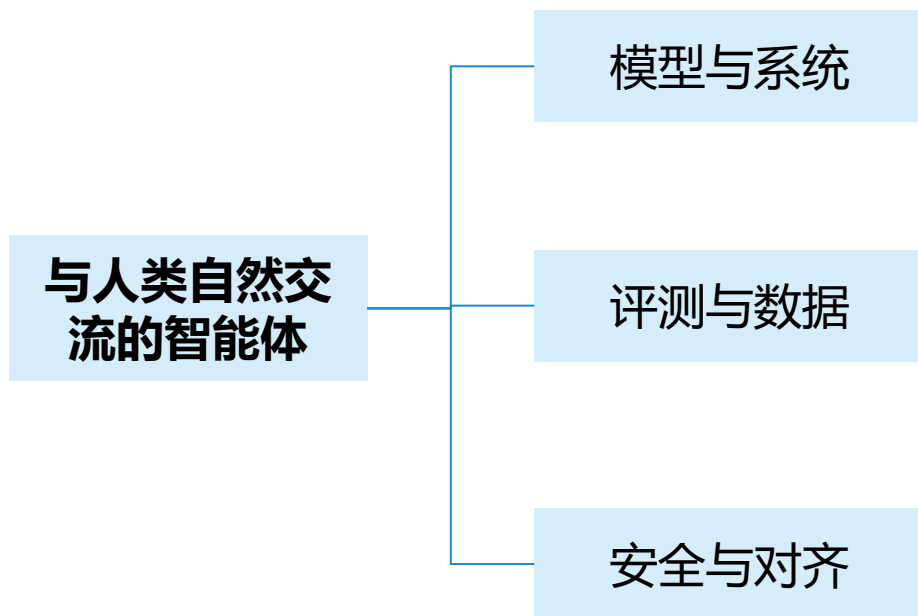 模型与系统
与人类自然交
流的智能体
评测与数据
安全与对齐